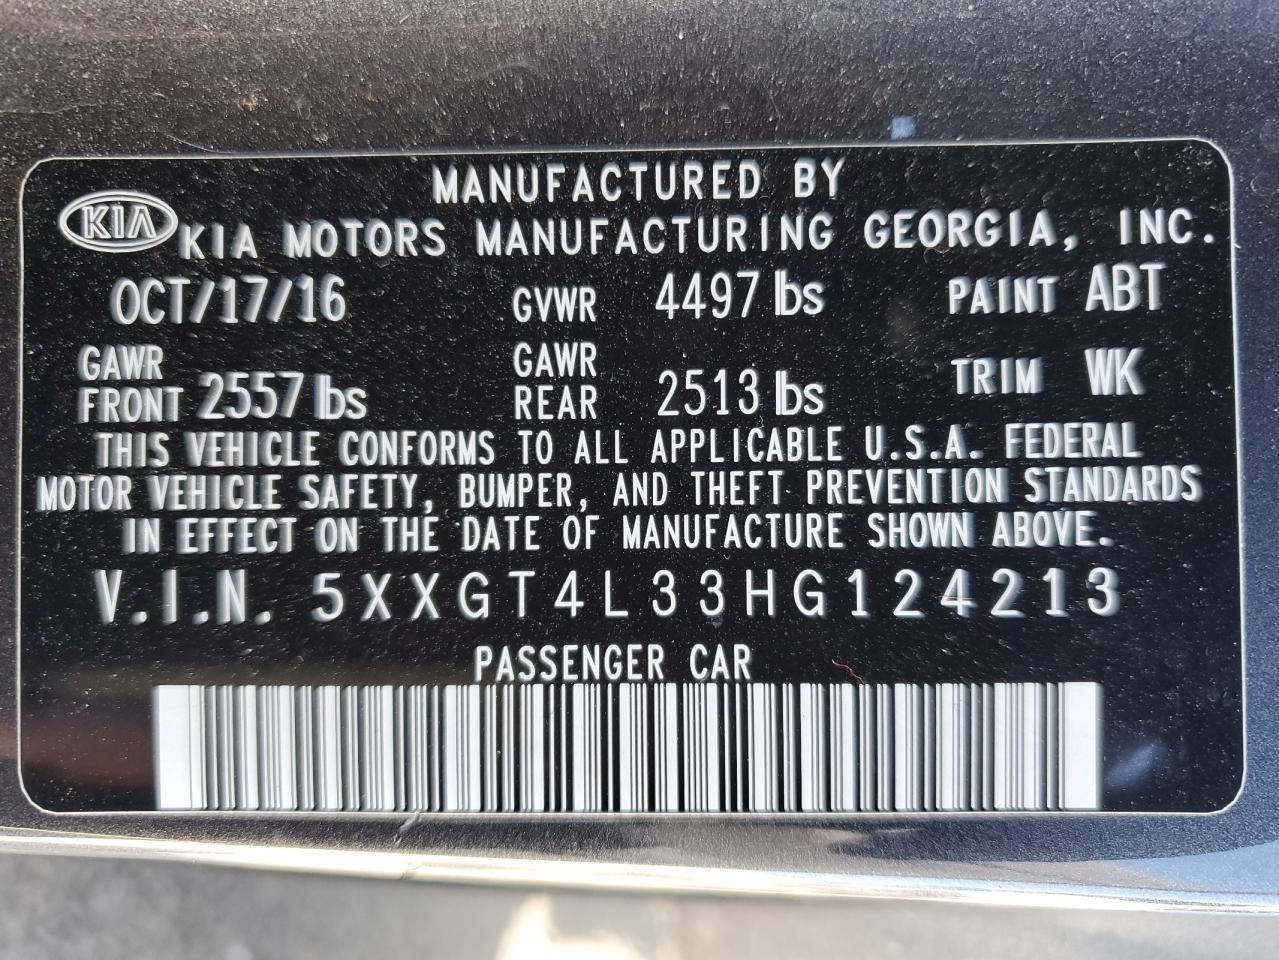 MANUFACTURED BY
KIA KIA MOTORS MANUFACTURING GEORGIA, INC.
OCT/17/16 GVWR 4497 lbs PAINT ABT
GAWR FRONT 2557 lbs GAWR REAR 2513 lbs TRIM WK
THIS VEHICLE CONFORMS TO ALL APPLICABLE U.S.A. FEDERAL
MOTOR VEHICLE SAFETY, BUMPER, AND THEFT PREVENTION STANDARDS
IN EFFECT ON THE DATE OF MANUFACTURE SHOWN ABOVE.
V.I.N. 5XXGT4L33HG124213
PASSENGER CAR